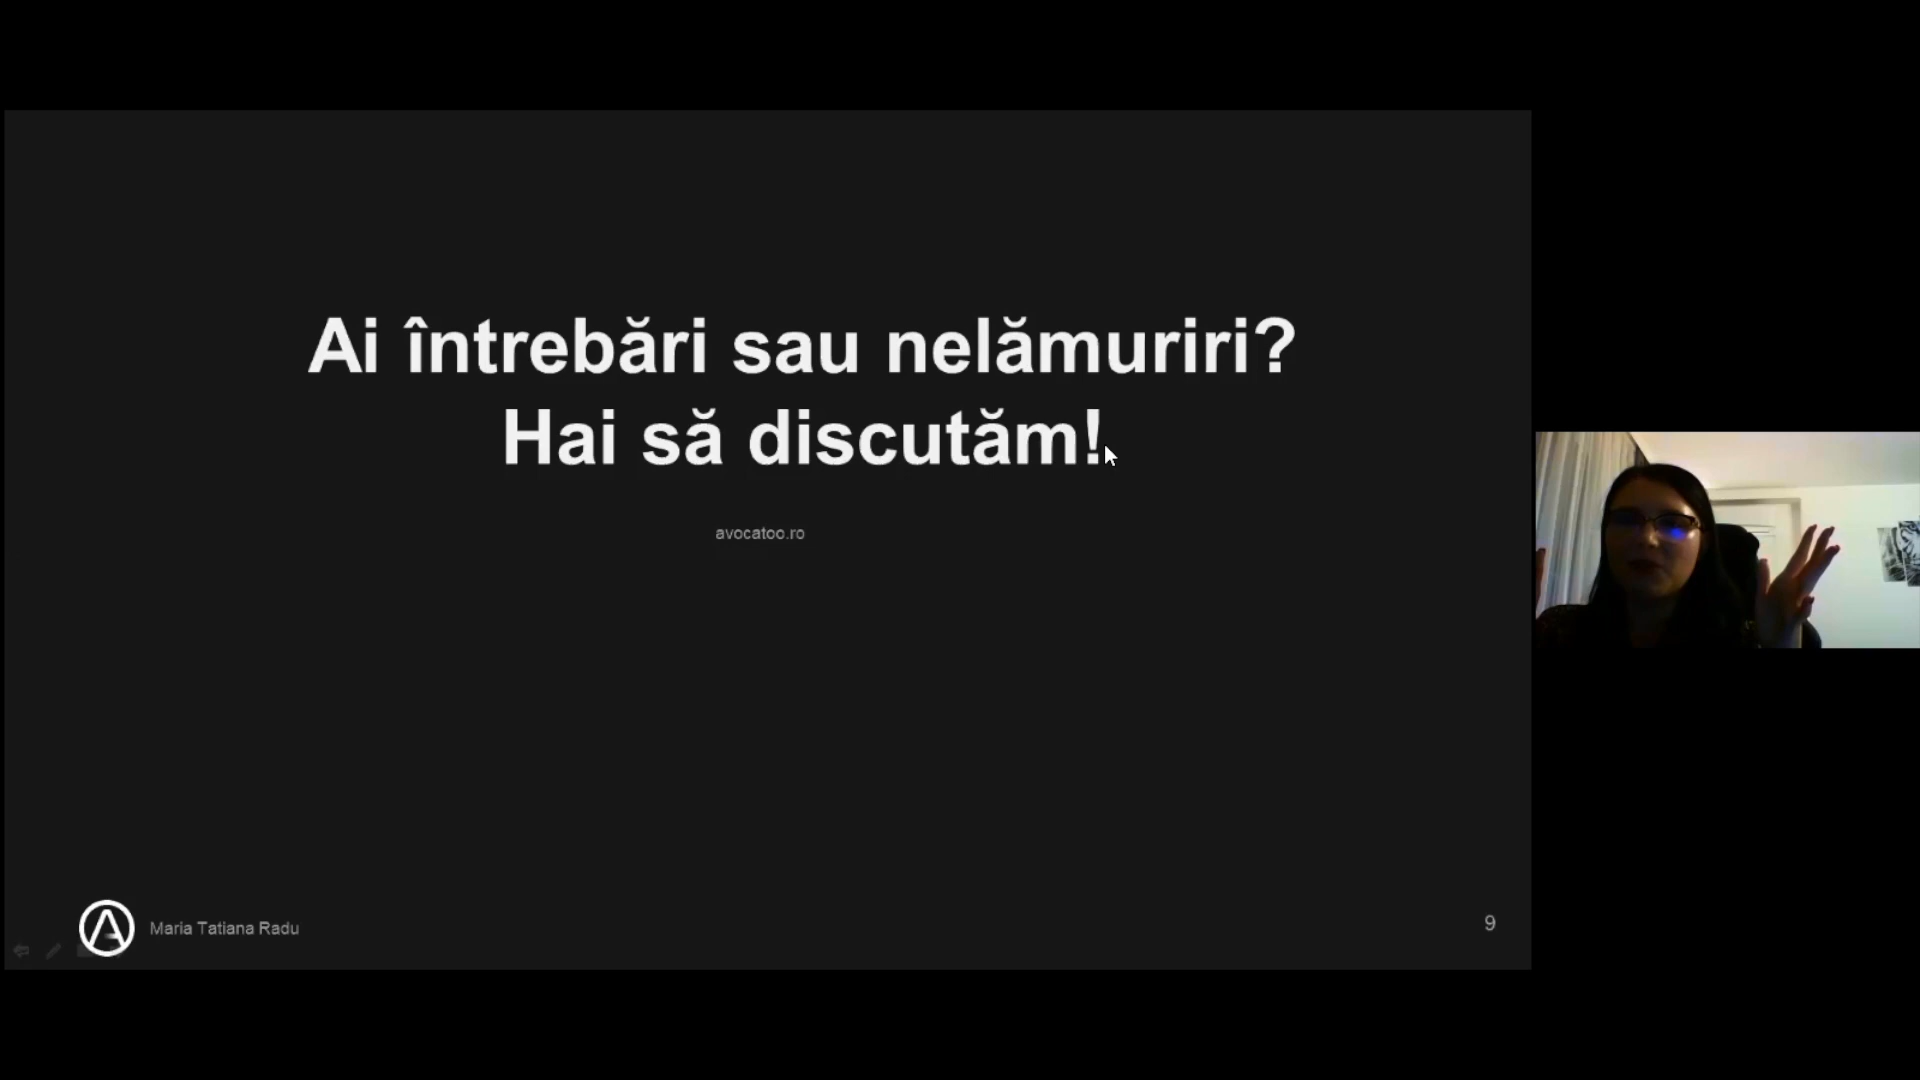 Ai întrebări sau nelămuriri?
Hai să discutăm!
avocatoo.ro
Maria Tatiana Radu
9